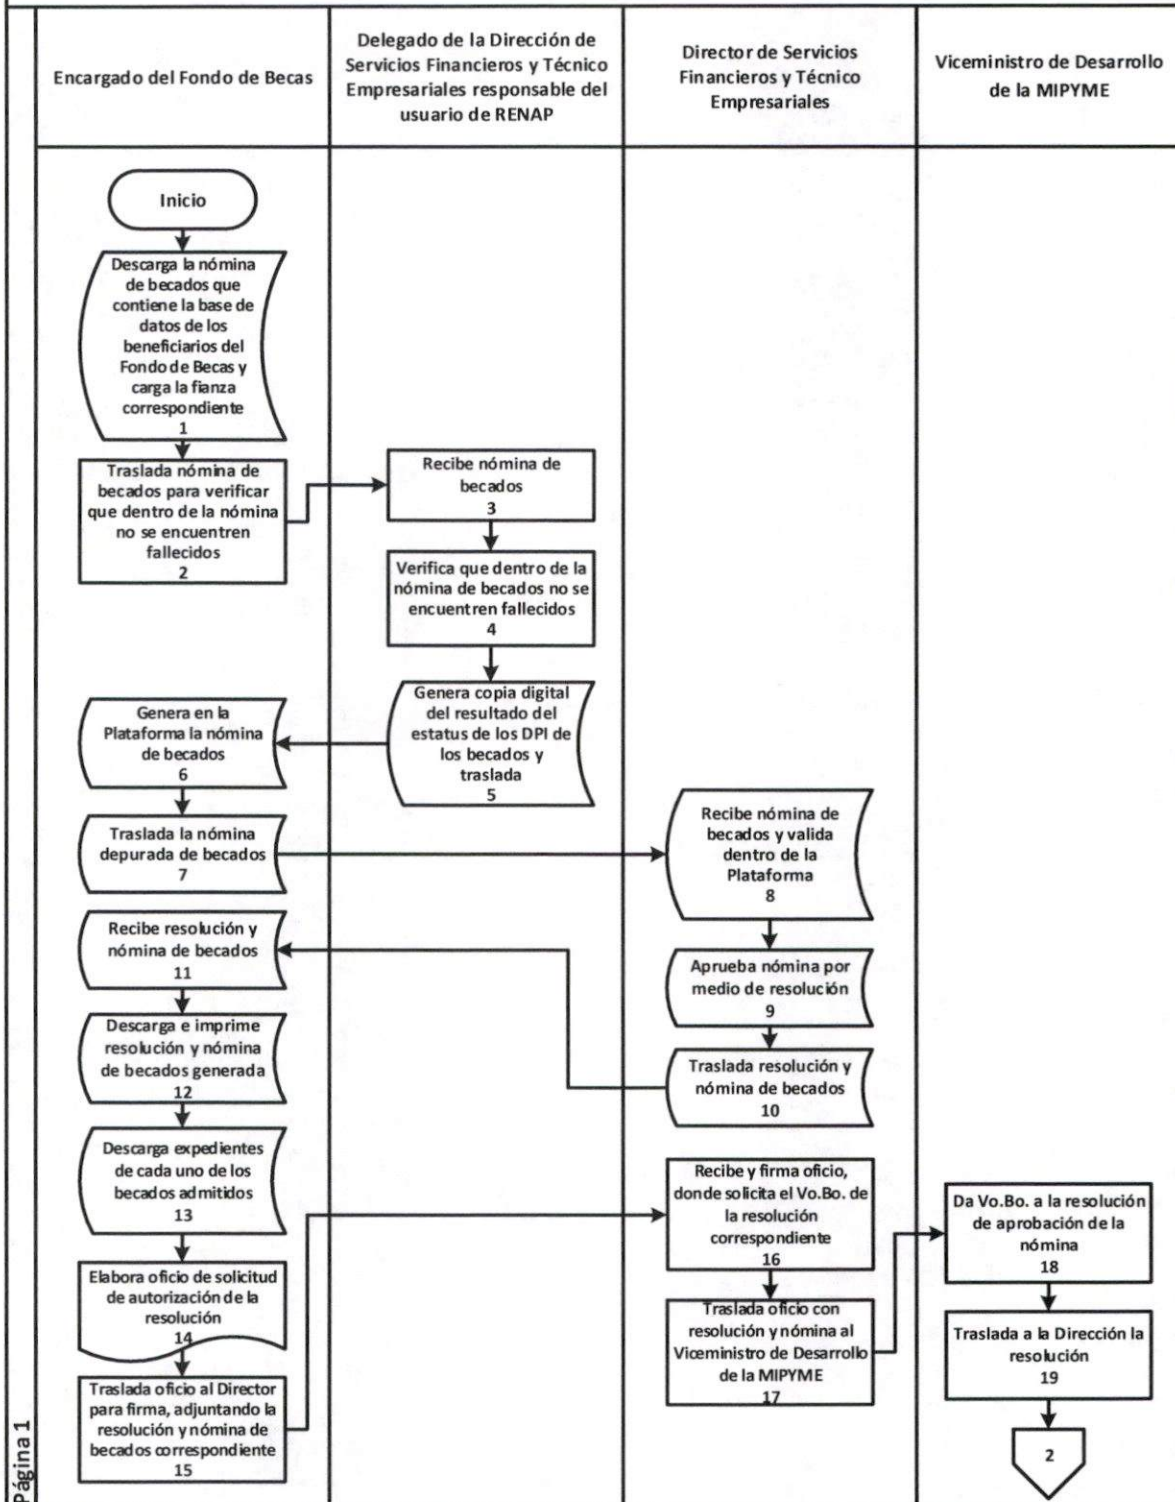 Encargado del Fondo de Becas
Delegado de la Dirección de
Servicios Financieros y Técnico
Empresariales responsable del
usuario de RENAP
Director de Servicios
Financieros y Técnico
Empresariales
Viceministro de Desarrollo
de la MIPYME
Inicio
Descarga la nómina
de becados que
contiene la base de
datos de los
beneficiarios del
Fondo de Becas y
carga la fianza
correspondiente
1
Traslada nómina de
becados para verificar
que dentro de la nómina
no se encuentren
fallecidos
2
Recibe nómina de
becados
3
Verifica que dentro de la
nómina de becados no se
encuentren fallecidos
4
Genera copia digital
del resultado del
estatus de los DPI de
los becados y
traslada
5
Genera en la
Plataforma la nómina
de becados
6
Traslada la nómina
depurada de becados
7
Recibe nómina de
becados y valida
dentro de la
Plataforma
8
Aprueba nómina por
medio de resolución
9
Traslada resolución y
nómina de becados
10
Recibe resolución y
nómina de becados
11
Descarga e imprime
resolución y nómina
de becados generada
12
Descarga expedientes
de cada uno de los
becados admitidos
13
Elabora oficio de solicitud
de autorización de la
resolución
14
Traslada oficio al Director
para firma, adjuntando la
resolución y nómina de
becados correspondiente
15
Recibe y firma oficio,
donde solicita el Vo.Bo. de
la resolución
correspondiente
16
Traslada oficio con
resolución y nómina al
Viceministro de Desarrollo
de la MIPYME
17
Da Vo.Bo. a la resolución
de aprobación de la
nómina
18
Traslada a la Dirección la
resolución
19
2
Página 1